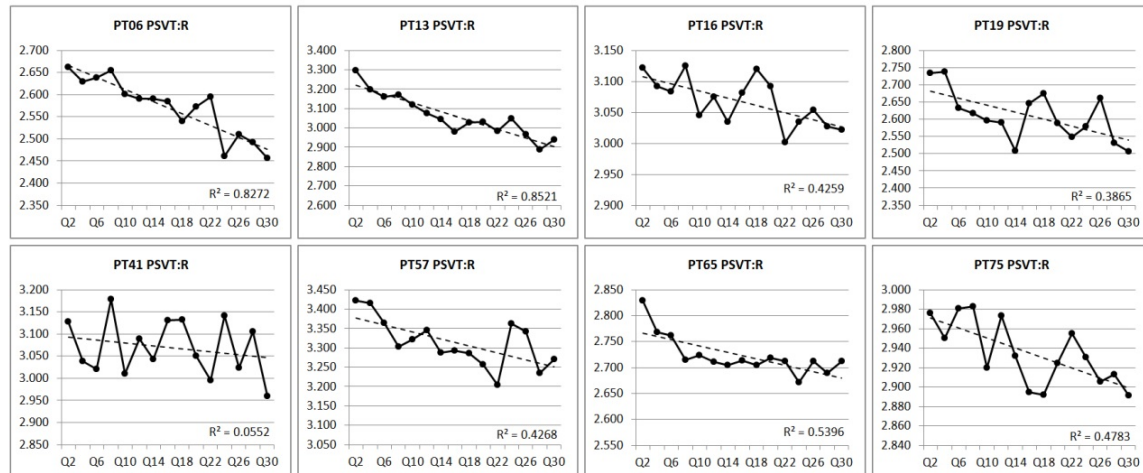 PT06 PSVT:R
2.700
2.650
2.600
2.550
2.500
2.450
2.400
2.350
R² = 0.8272
Q2 Q6 Q10 Q14 Q18 Q22 Q26 Q30
PT13 PSVT:R
3.400
3.300
3.200
3.100
3.000
2.900
2.800
2.700
2.600
R² = 0.8521
Q2 Q6 Q10 Q14 Q18 Q22 Q26 Q30
PT16 PSVT:R
3.150
3.100
3.050
3.000
2.950
2.900
R² = 0.4259
Q2 Q6 Q10 Q14 Q18 Q22 Q26 Q30
PT19 PSVT:R
2.800
2.750
2.700
2.650
2.600
2.550
2.500
2.450
2.400
2.350
R² = 0.3865
Q2 Q6 Q10 Q14 Q18 Q22 Q26 Q30
PT41 PSVT:R
3.200
3.150
3.100
3.050
3.000
2.950
2.900
2.850
R² = 0.0552
Q2 Q6 Q10 Q14 Q18 Q22 Q26 Q30
PT57 PSVT:R
3.450
3.400
3.350
3.300
3.250
3.200
3.150
3.100
3.050
R² = 0.4268
Q2 Q6 Q10 Q14 Q18 Q22 Q26 Q30
PT65 PSVT:R
2.850
2.800
2.750
2.700
2.650
2.600
2.550
R² = 0.5396
Q2 Q6 Q10 Q14 Q18 Q22 Q26 Q30
PT75 PSVT:R
3.000
2.980
2.960
2.940
2.920
2.900
2.880
2.860
2.840
R² = 0.4783
Q2 Q6 Q10 Q14 Q18 Q22 Q26 Q30